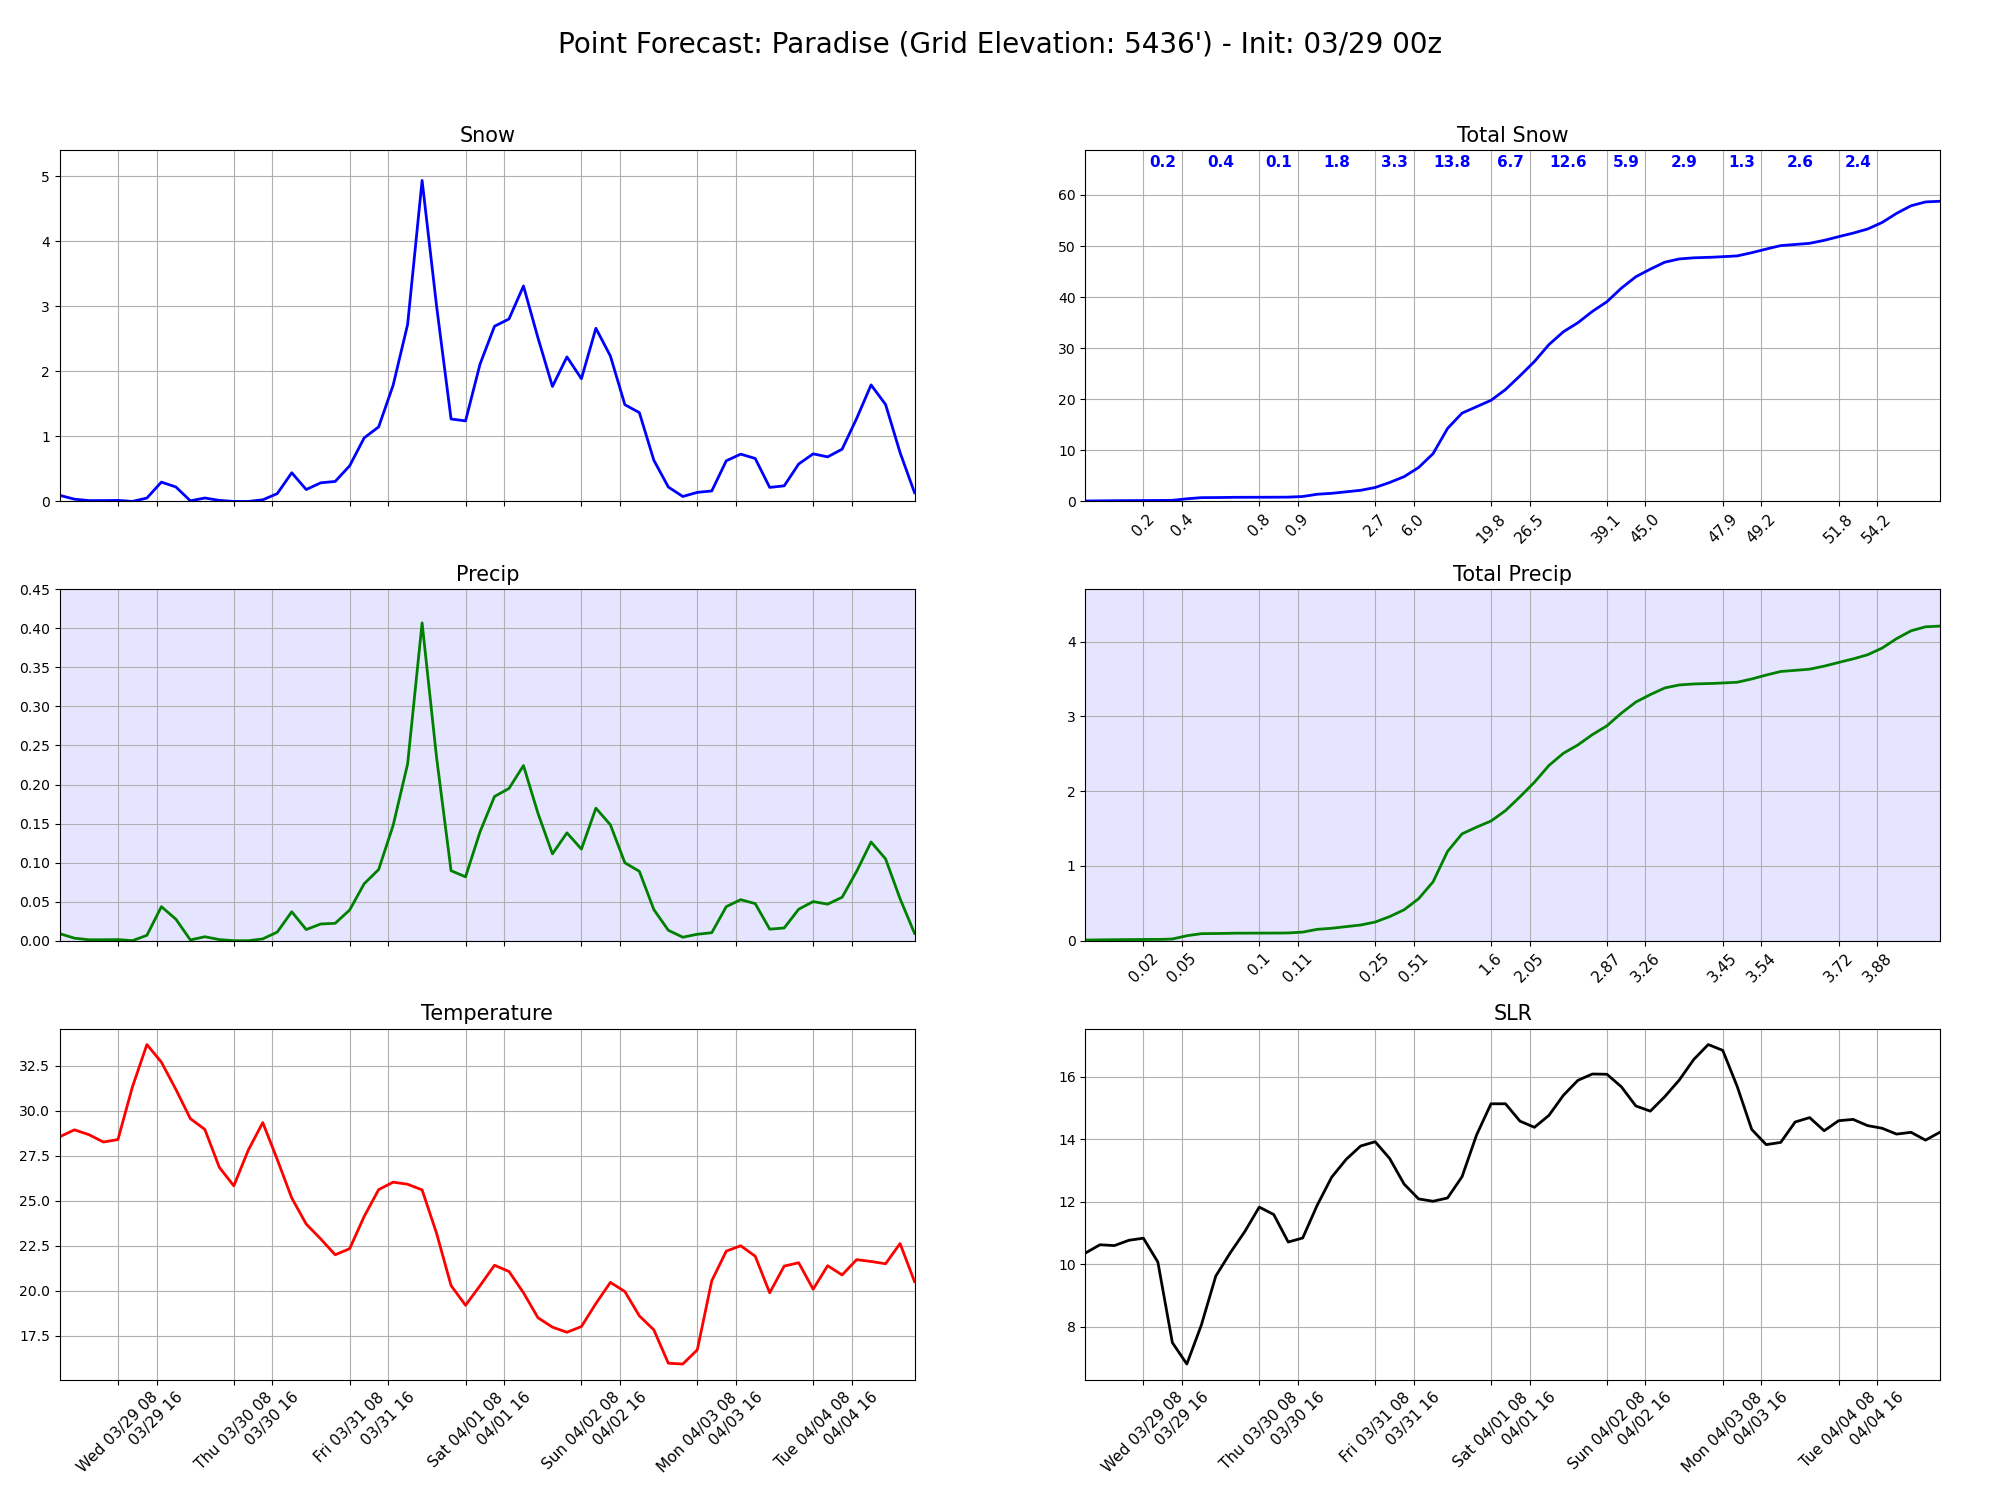 Point Forecast: Paradise (Grid Elevation: 5436') - Init: 03/29 00z
Snow
5
4
3
2
1
0
Total Snow
0.2 0.4 0.1 1.8 3.3 13.8 6.7 12.6 5.9 2.9 1.3 2.6 2.4
60
50
40
30
20
10
0
0.2 0.4 0.8 0.9 2.7 6.0 19.8 26.5 39.1 45.0 47.9 49.2 51.8 54.2
Precip
0.45
0.40
0.35
0.30
0.25
0.20
0.15
0.10
0.05
0.00
Total Precip
4
3
2
1
0
0.02 0.05 0.1 0.11 0.25 0.51 1.6 2.05 2.87 3.26 3.45 3.54 3.72 3.88
Temperature
32.5
30.0
27.5
25.0
22.5
20.0
17.5
Wed 03/29 08
03/29 16
Thu 03/30 08
03/30 16
Fri 03/31 08
03/31 16
Sat 04/01 08
04/01 16
Sun 04/02 08
04/02 16
Mon 04/03 08
04/03 16
Tue 04/04 08
04/04 16
SLR
16
14
12
10
8
Wed 03/29 08
03/29 16
Thu 03/30 08
03/30 16
Fri 03/31 08
03/31 16
Sat 04/01 08
04/01 16
Sun 04/02 08
04/02 16
Mon 04/03 08
04/03 16
Tue 04/04 08
04/04 16